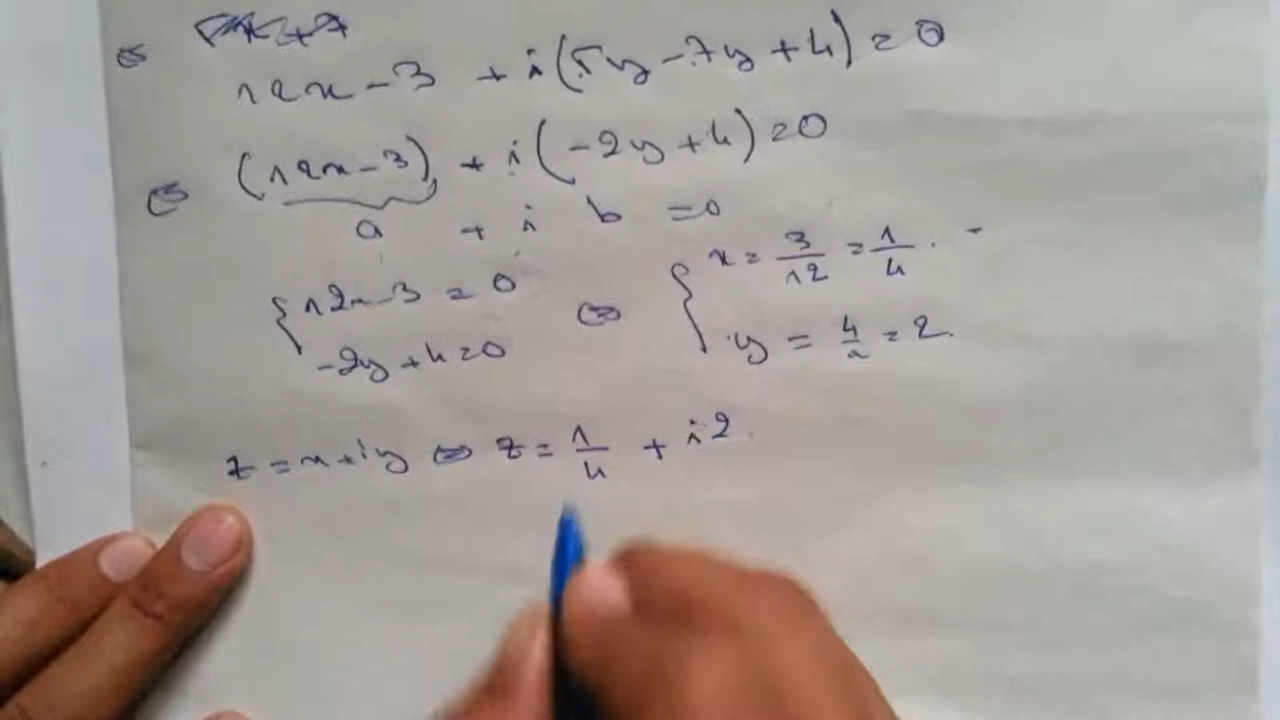 ⇔ 12x - 3 + i(5y - 7y + 4) = 0
⇔ (12x - 3) + i(-2y + 4) = 0
a + i b = 0
{ 12x - 3 = 0 ⇔ { x = 3/12 = 1/4 .
-2y + 4 = 0 y = 4/2 = 2.
z = x + iy ⇔ z = 1/4 + i2.